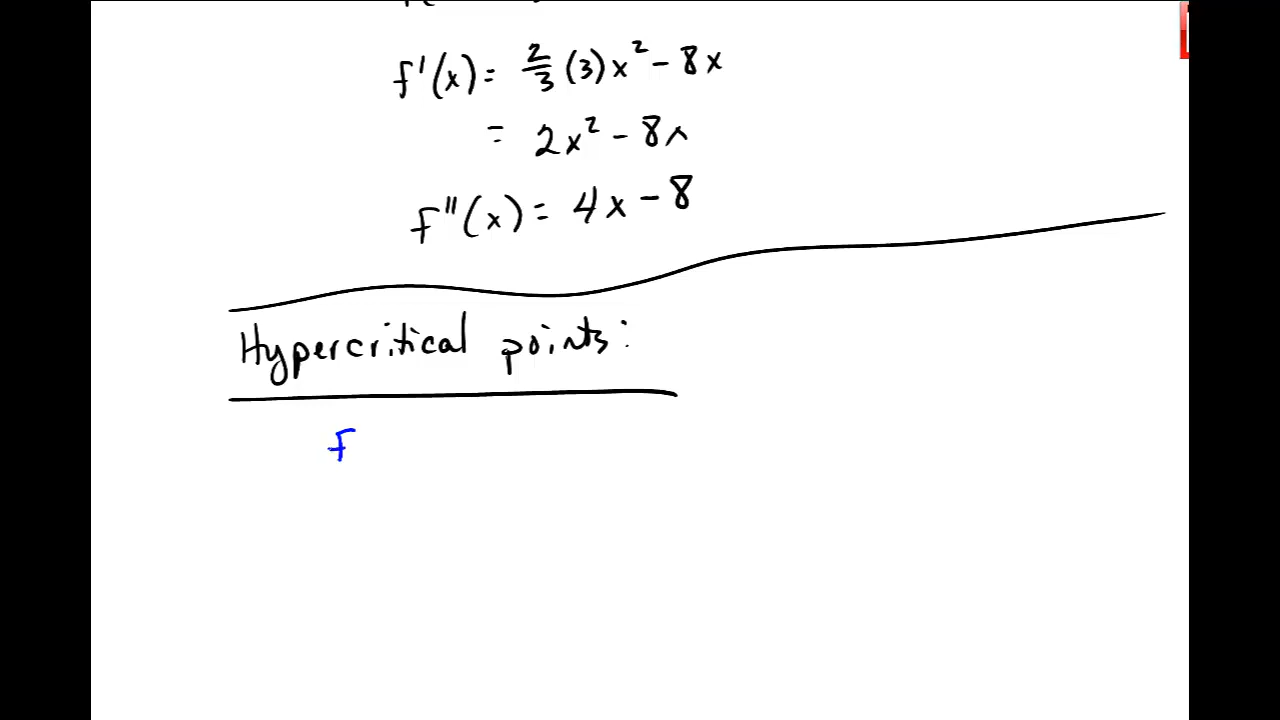 f'(x) = 2/3 (3)x² - 8x
= 2x² - 8x
f''(x) = 4x - 8
Hypercritical points:
f